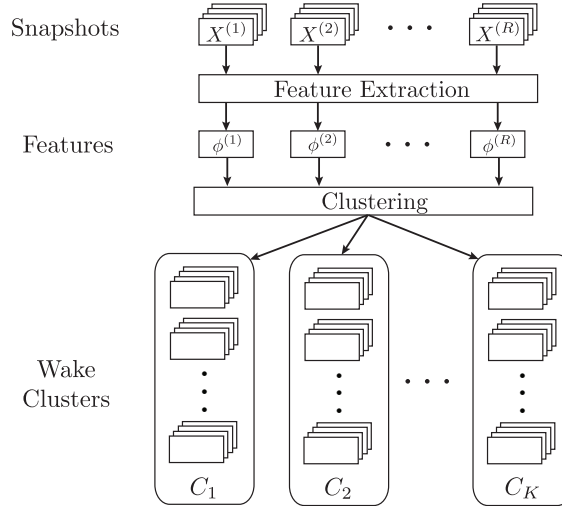 Snapshots X^(1) X^(2) · · · X^(R)
Feature Extraction
Features ϕ^(1) ϕ^(2) · · · ϕ^(R)
Clustering
Wake
Clusters
C_1 C_2 · · · C_K